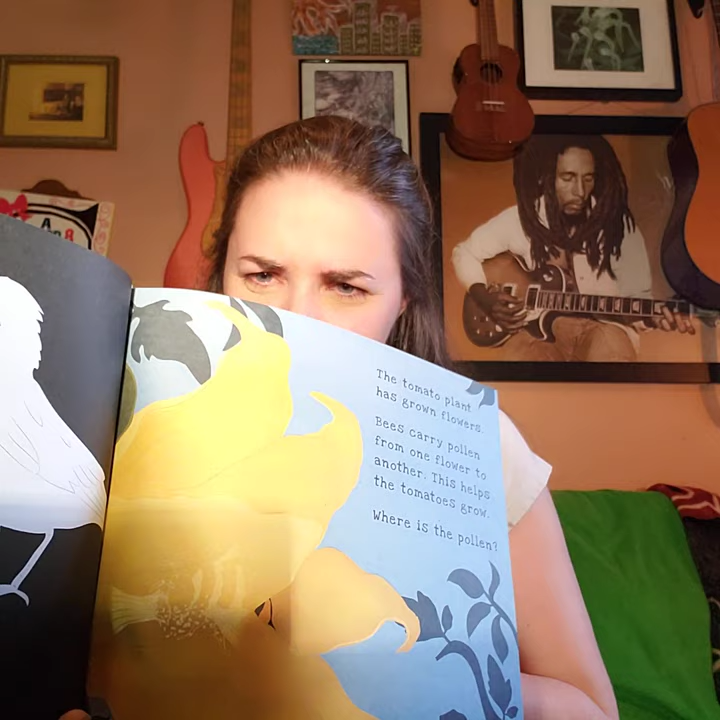 The tomato plant
has grown flowers.
Bees carry pollen
from one flower to
another. This helps
the tomatoes grow.
Where is the pollen?